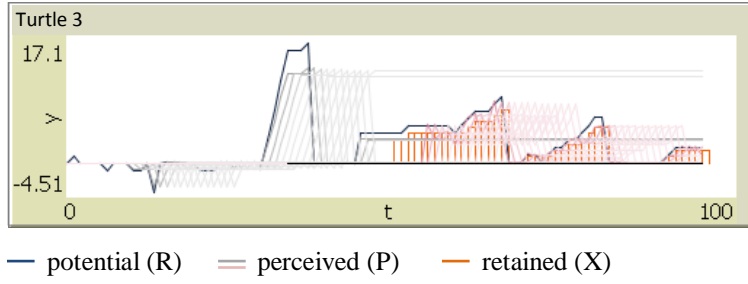 Turtle 3
17.1
y
-4.51
0 t 100
potential (R) perceived (P) retained (X)